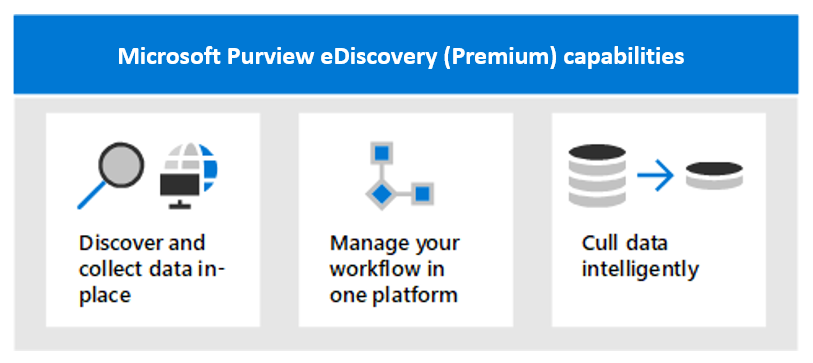 Microsoft Purview eDiscovery (Premium) capabilities
Discover and
collect data in-
place
Manage your
workflow in
one platform
Cull data
intelligently